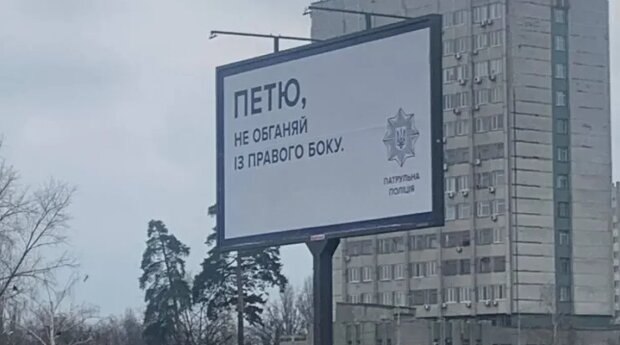 ПЕТЮ,
НЕ ОБГАНЯЙ
ІЗ ПРАВОГО БОКУ.
ПАТРУЛЬНА
ПОЛІЦІЯ